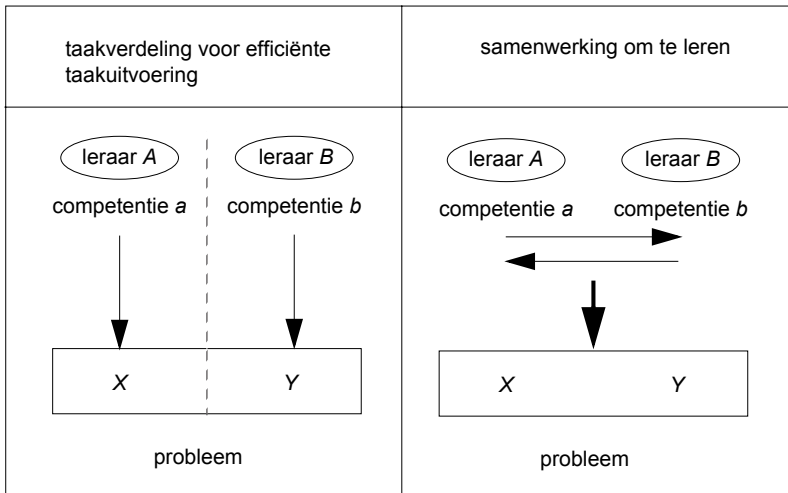 taakverdeling voor efficiënte
taakuitvoering
leraar A
leraar B
competentie a
competentie b
X
Y
probleem
samenwerking om te leren
leraar A
leraar B
competentie a
competentie b
X
Y
probleem